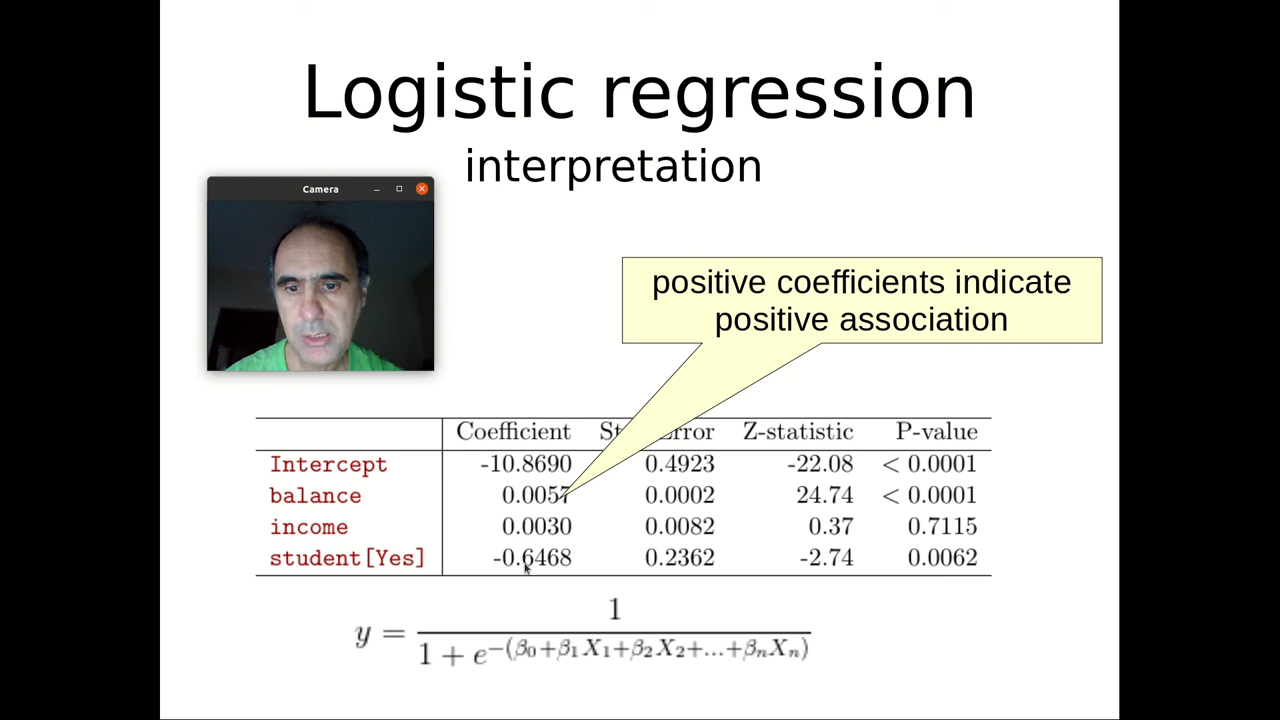 Logistic regression
interpretation
Camera
positive coefficients indicate
positive association
Coefficient Error Z-statistic P-value
Intercept -10.8690 0.4923 -22.08 < 0.0001
balance 0.0057 0.0002 24.74 < 0.0001
income 0.0030 0.0082 0.37 0.7115
student[Yes] -0.6468 0.2362 -2.74 0.0062
y = 1 / (1 + e^{-(β₀+β₁X₁+β₂X₂+...+βₙXₙ)})